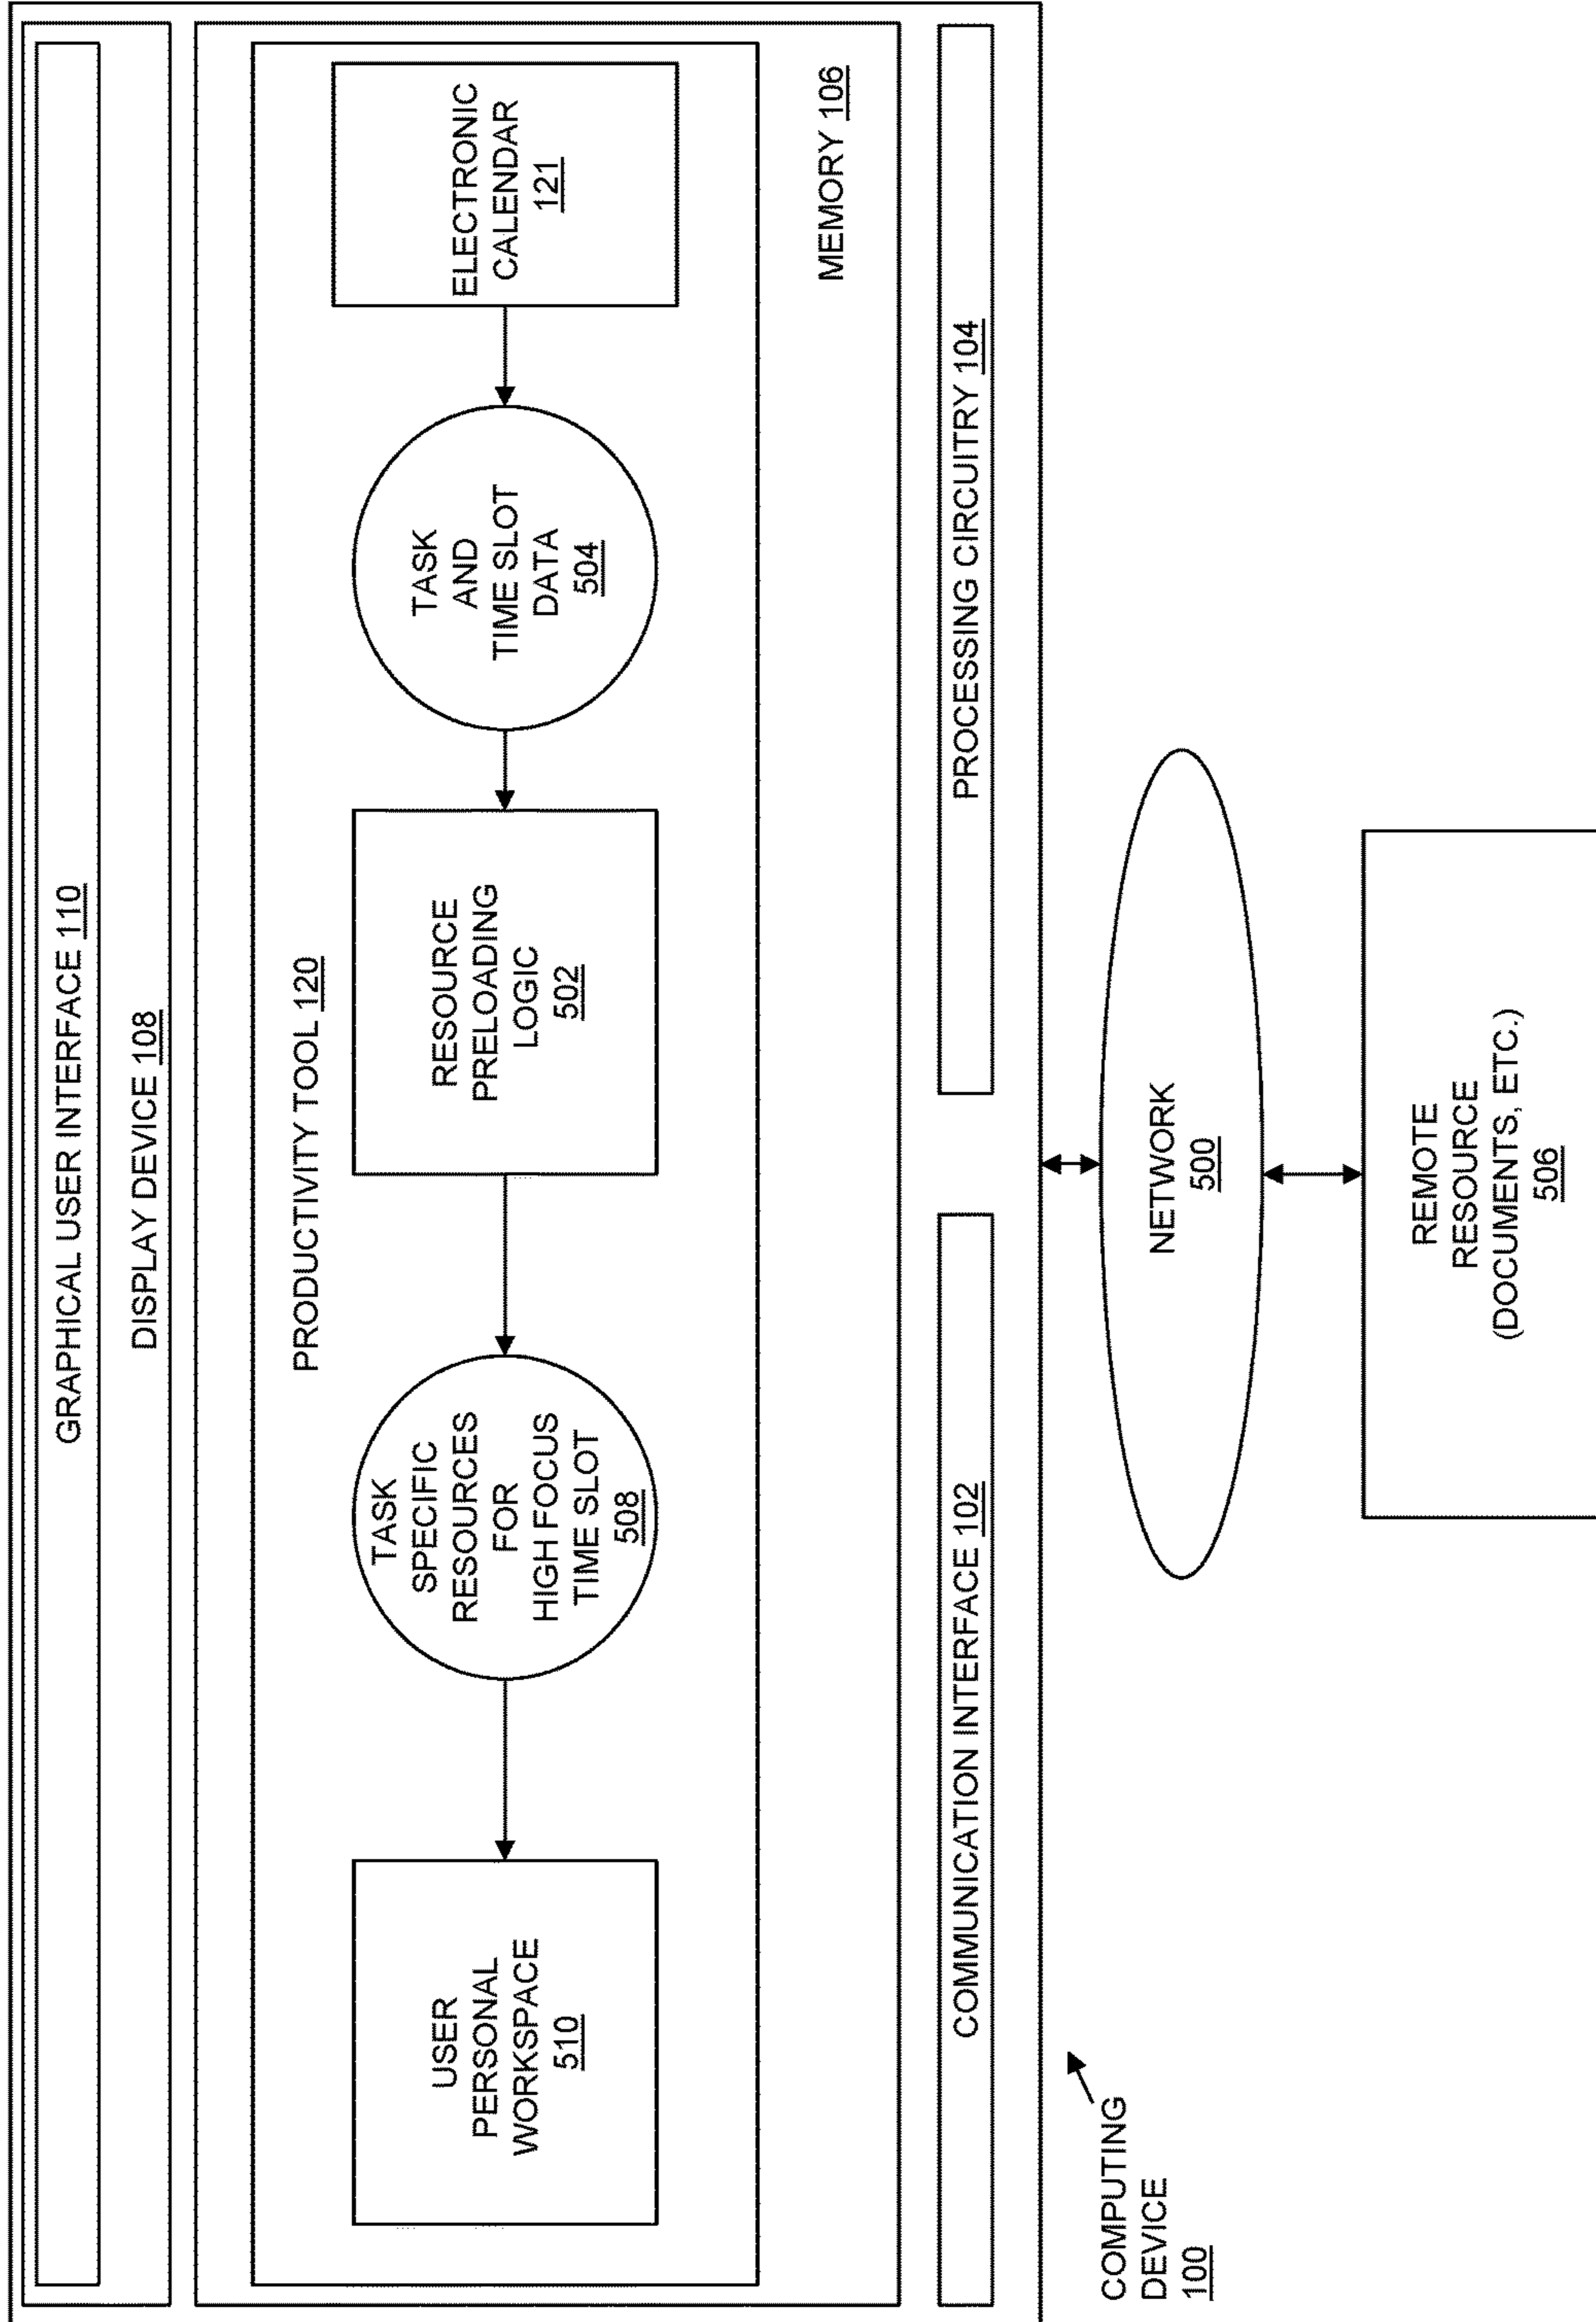 GRAPHICAL USER INTERFACE 110
DISPLAY DEVICE 108
PRODUCTIVITY TOOL 120
USER
PERSONAL
WORKSPACE
510
TASK
SPECIFIC
RESOURCES
FOR
HIGH FOCUS
TIME SLOT
508
RESOURCE
PRELOADING
LOGIC
502
TASK
AND
TIME SLOT
DATA
504
ELECTRONIC
CALENDAR
121
MEMORY 106
COMMUNICATION INTERFACE 102
PROCESSING CIRCUITRY 104
COMPUTING
DEVICE
100
NETWORK
500
REMOTE
RESOURCE
(DOCUMENTS, ETC.)
506